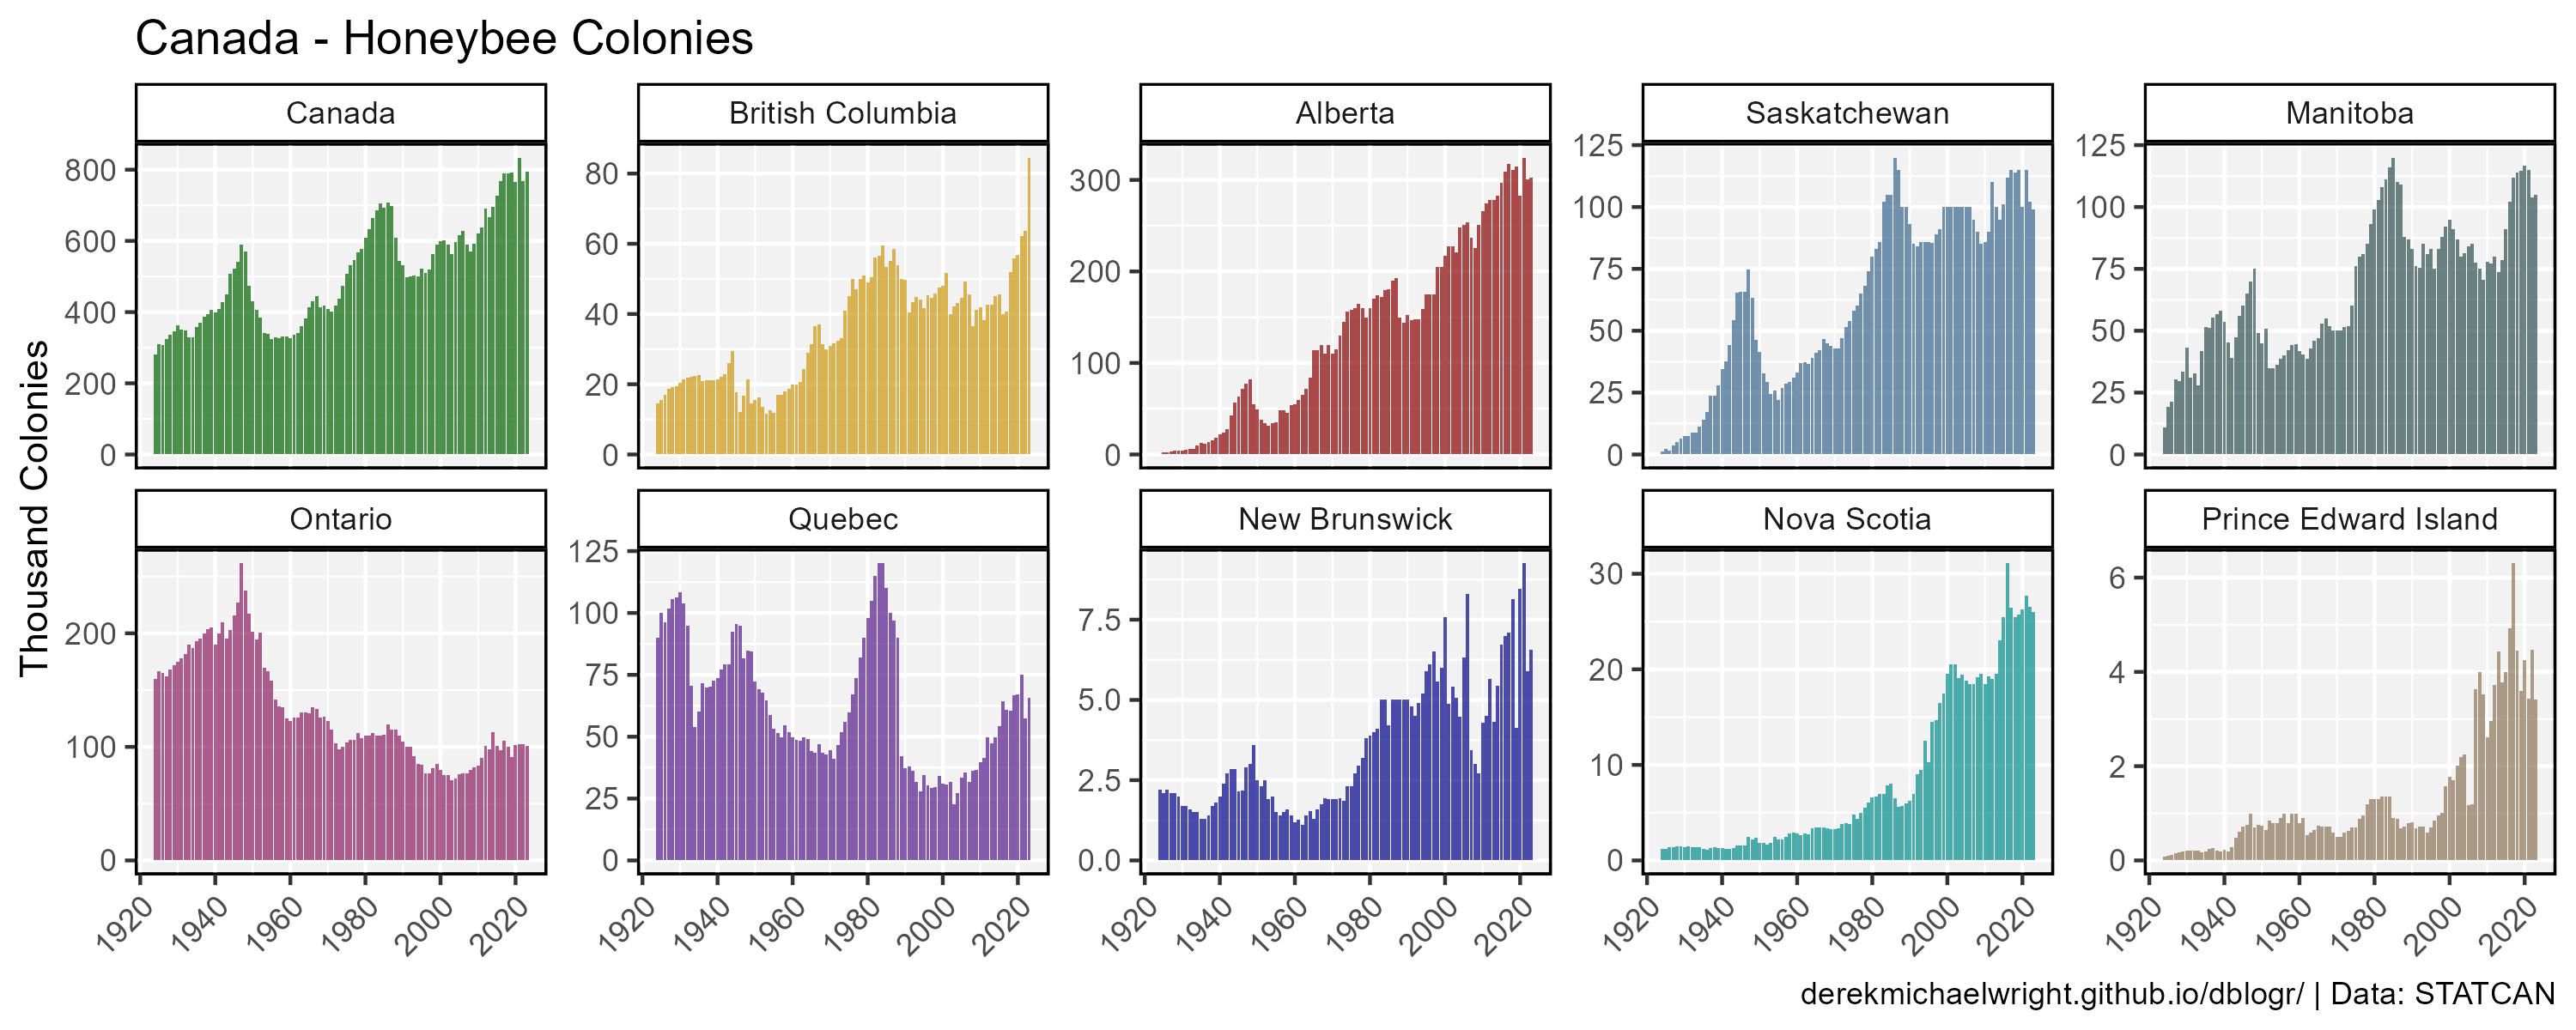 Canada - Honeybee Colonies
Thousand Colonies
Canada
800
600
400
200
0
British Columbia
80
60
40
20
0
Alberta
300
200
100
0
Saskatchewan
125
100
75
50
25
0
Manitoba
125
100
75
50
25
0
Ontario
200
100
0
1920 1940 1960 1980 2000 2020
Quebec
125
100
75
50
25
0
1920 1940 1960 1980 2000 2020
New Brunswick
7.5
5.0
2.5
0.0
1920 1940 1960 1980 2000 2020
Nova Scotia
30
20
10
0
1920 1940 1960 1980 2000 2020
Prince Edward Island
6
4
2
0
1920 1940 1960 1980 2000 2020
derekmichaelwright.github.io/dblogr/ | Data: STATCAN